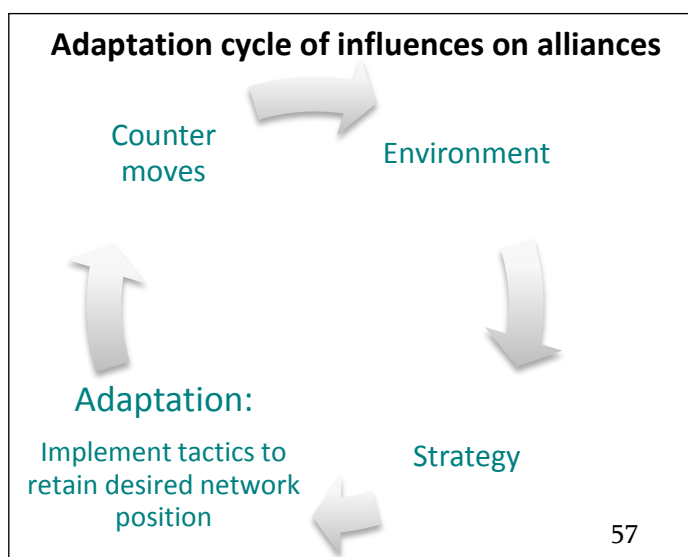 Adaptation cycle of influences on alliances
Counter
moves
Environment
Strategy
Adaptation:
Implement tactics to
retain desired network
position
57